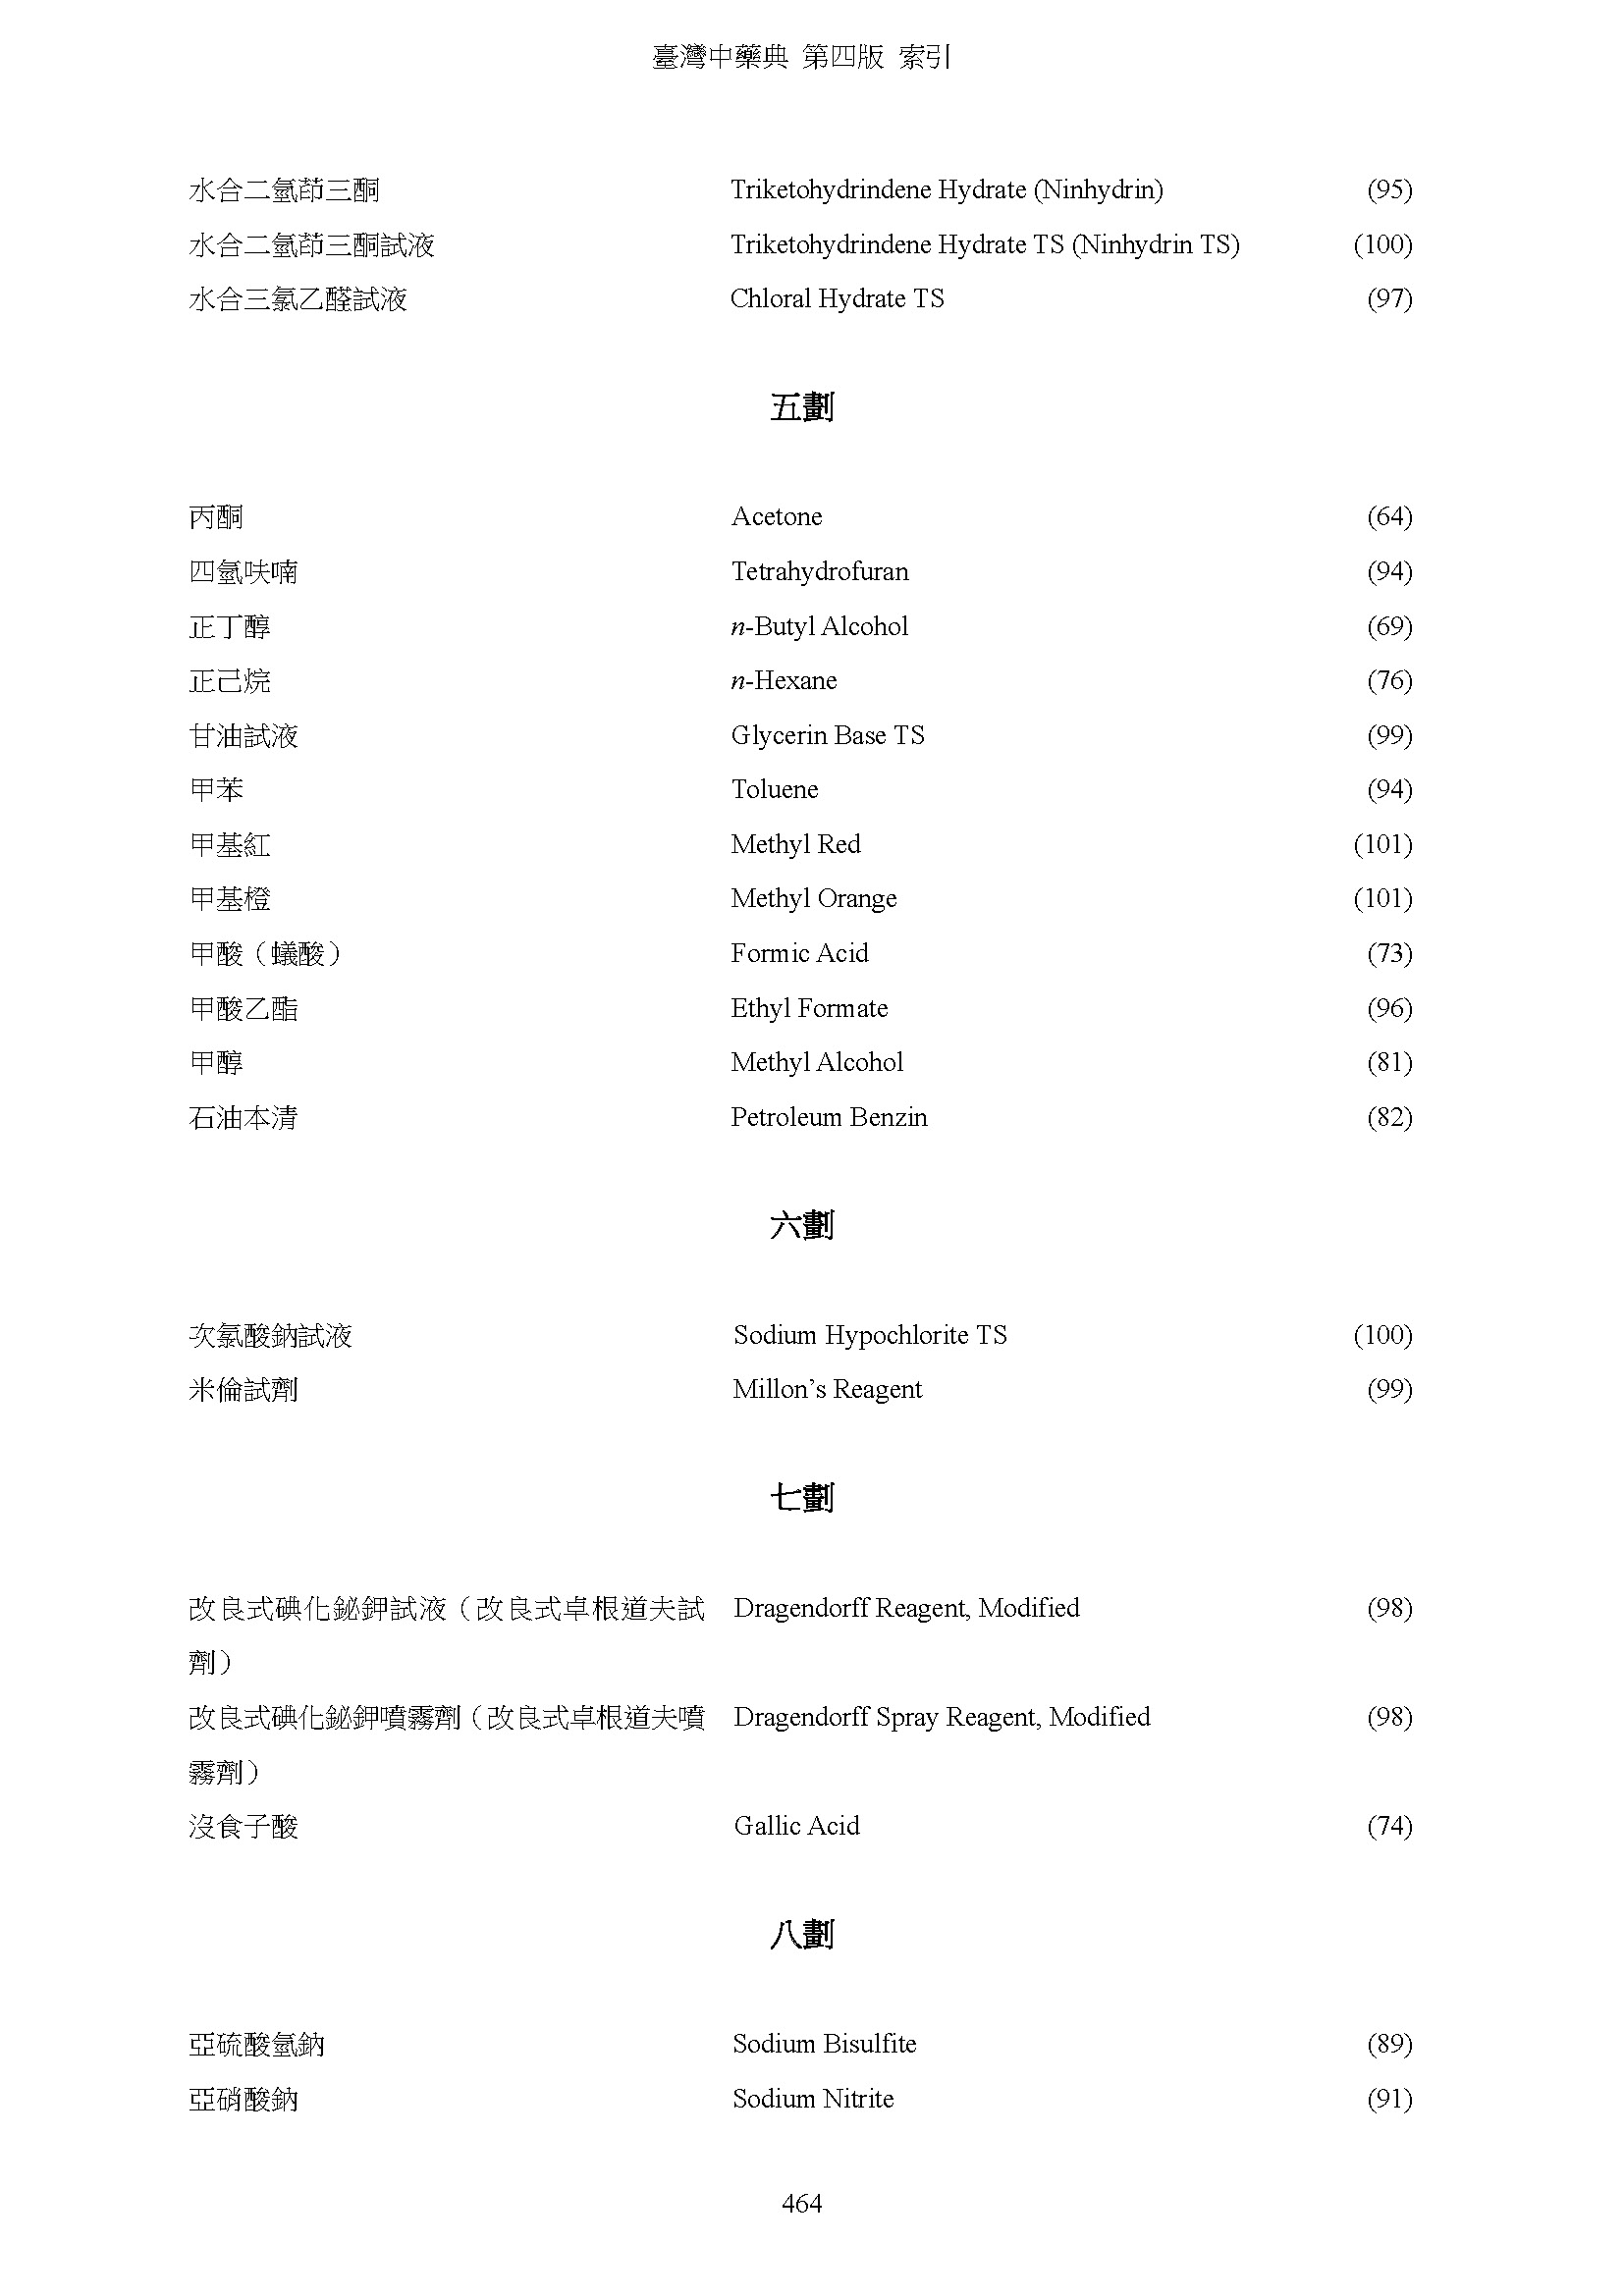 臺灣中藥典 第四版 索引
水合二氫茚三酮 Triketohydrindene Hydrate (Ninhydrin) (95)
水合二氫茚三酮試液 Triketohydrindene Hydrate TS (Ninhydrin TS) (100)
水合三氯乙醛試液 Chloral Hydrate TS (97)
五劃
丙酮 Acetone (64)
四氫呋喃 Tetrahydrofuran (94)
正丁醇 n-Butyl Alcohol (69)
正己烷 n-Hexane (76)
甘油試液 Glycerin Base TS (99)
甲苯 Toluene (94)
甲基紅 Methyl Red (101)
甲基橙 Methyl Orange (101)
甲酸（蟻酸） Formic Acid (73)
甲酸乙酯 Ethyl Formate (96)
甲醇 Methyl Alcohol (81)
石油本清 Petroleum Benzin (82)
六劃
次氯酸鈉試液 Sodium Hypochlorite TS (100)
米倫試劑 Millon’s Reagent (99)
七劃
改良式碘化鉍鉀試液（改良式卓根道夫試 Dragendorff Reagent, Modified (98)
劑）
改良式碘化鉍鉀噴霧劑（改良式卓根道夫噴 Dragendorff Spray Reagent, Modified (98)
霧劑）
沒食子酸 Gallic Acid (74)
八劃
亞硫酸氫鈉 Sodium Bisulfite (89)
亞硝酸鈉 Sodium Nitrite (91)
464